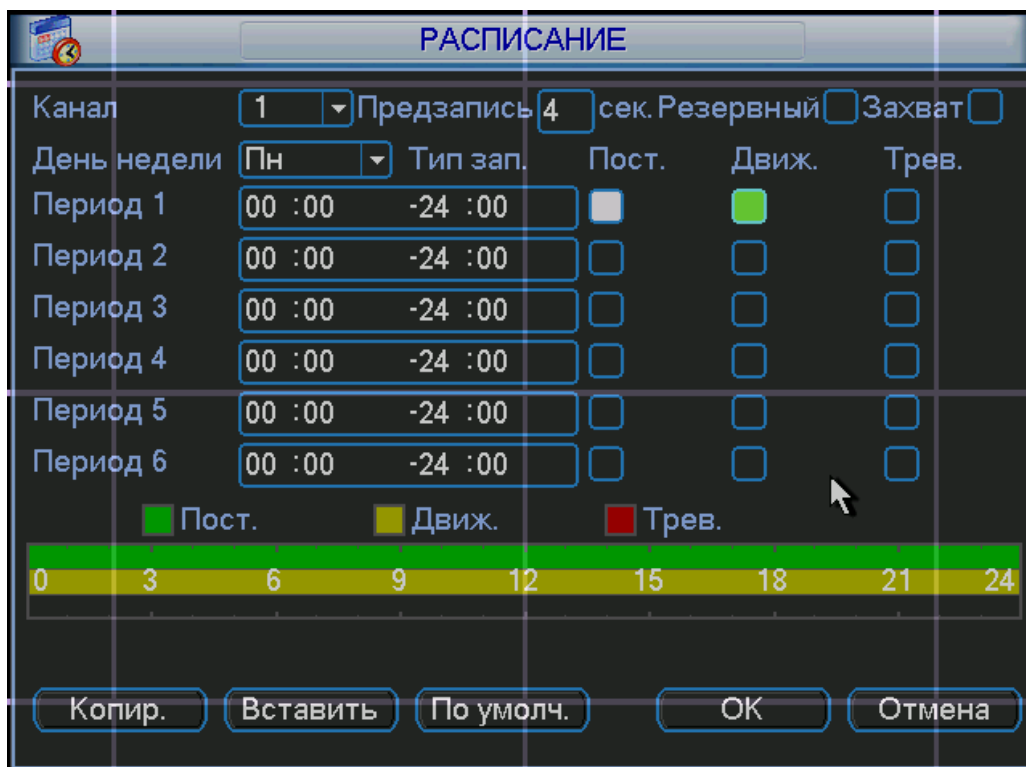 РАСПИСАНИЕ
Канал 1 Предзапись 4 сек. Резервный Захват
День недели Пн Тип зап. Пост. Движ. Трев.
Период 1 00 :00 -24 :00
Период 2 00 :00 -24 :00
Период 3 00 :00 -24 :00
Период 4 00 :00 -24 :00
Период 5 00 :00 -24 :00
Период 6 00 :00 -24 :00
Пост. Движ. Трев.
0 3 6 9 12 15 18 21 24
Копир. Вставить По умолч. OK Отмена